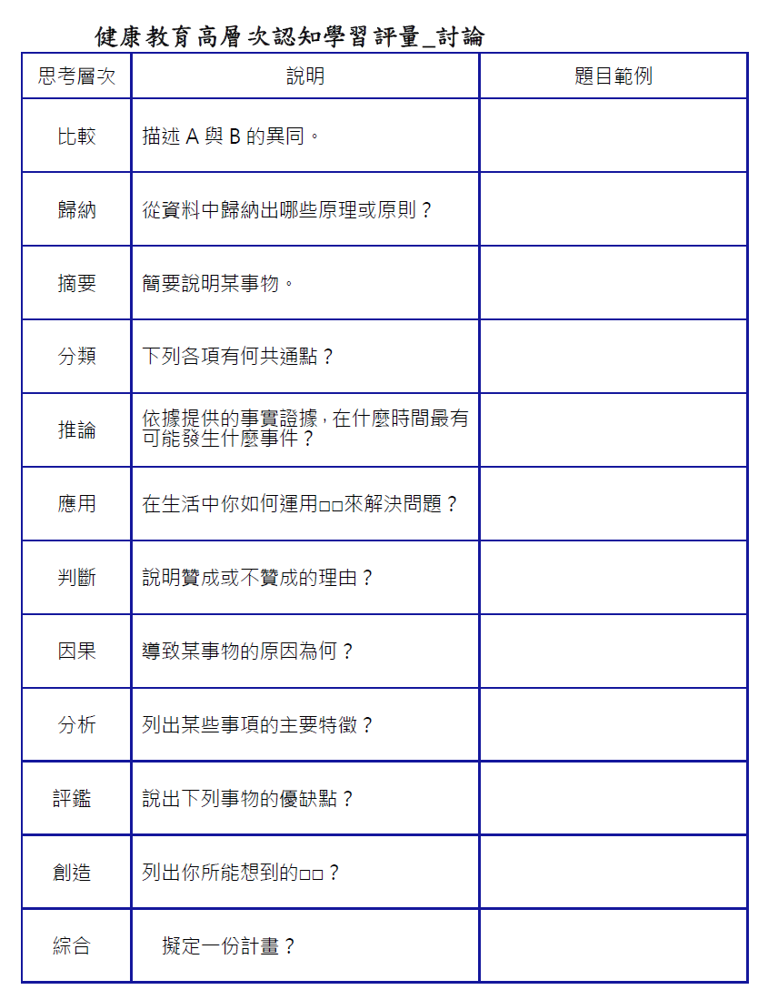 健康教育高層次認知學習評量_討論
思考層次 說明 題目範例
比較 描述 A 與 B 的異同。
歸納 從資料中歸納出哪些原理或原則？
摘要 簡要說明某事物。
分類 下列各項有何共通點？
推論 依據提供的事實證據，在什麼時間最有
可能發生什麼事件？
應用 在生活中你如何運用□□來解決問題？
判斷 說明贊成或不贊成的理由？
因果 導致某事物的原因為何？
分析 列出某些事項的主要特徵？
評鑑 說出下列事物的優缺點？
創造 列出你所能想到的□□？
綜合 擬定一份計畫？